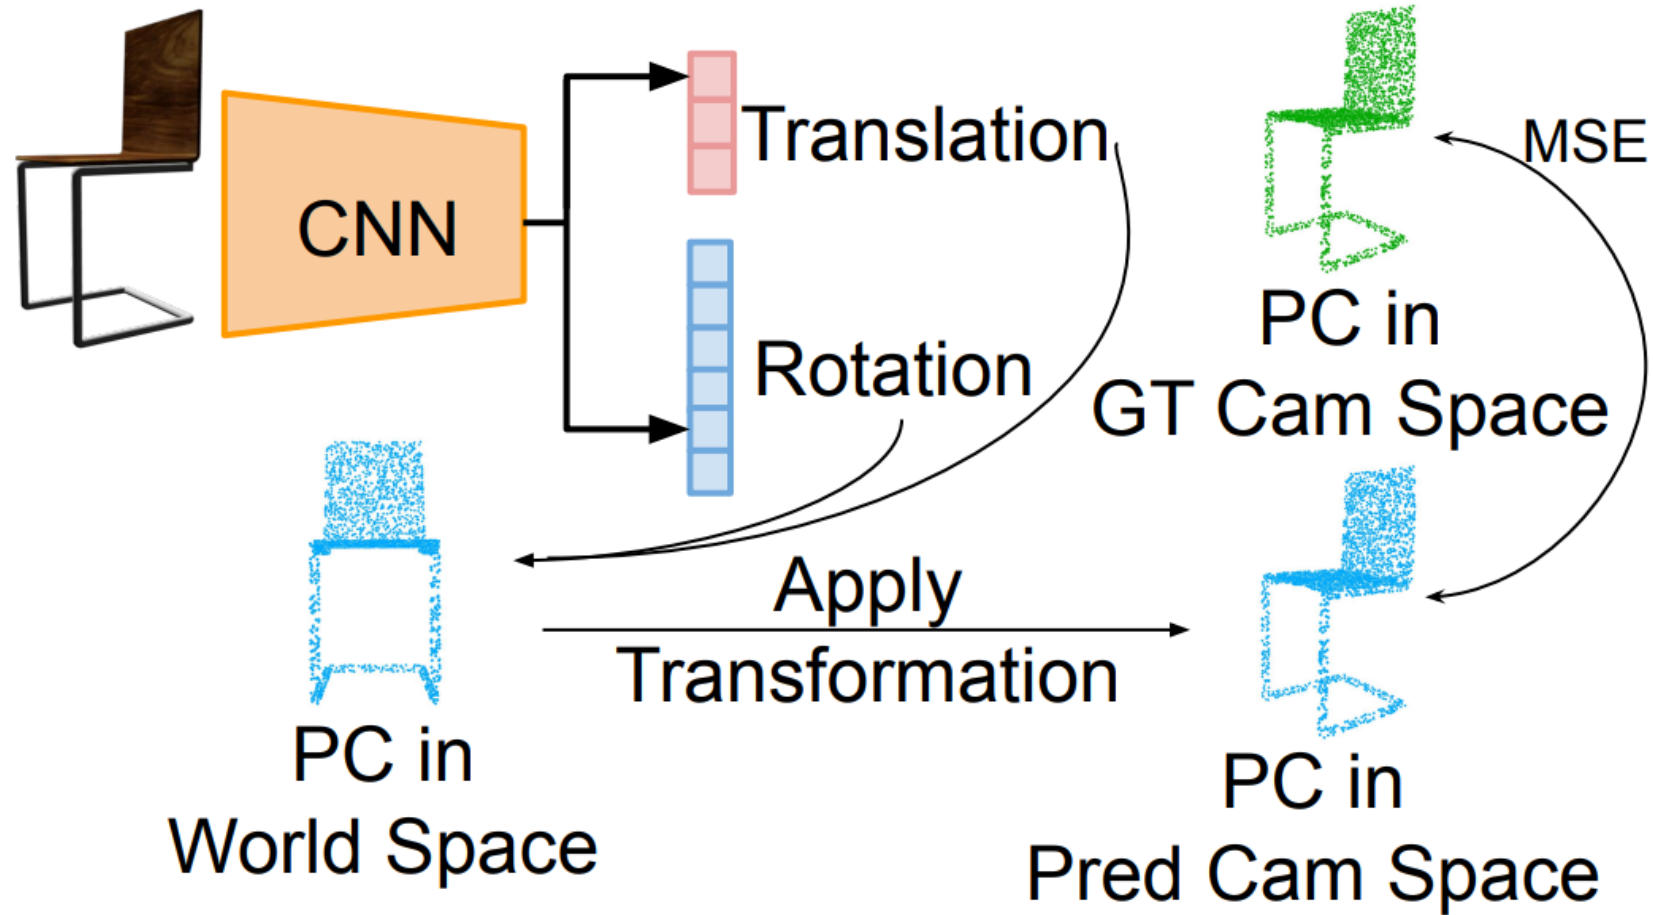 CNN
Translation
Rotation
MSE
PC in
GT Cam Space
Apply
Transformation
PC in
World Space
PC in
Pred Cam Space